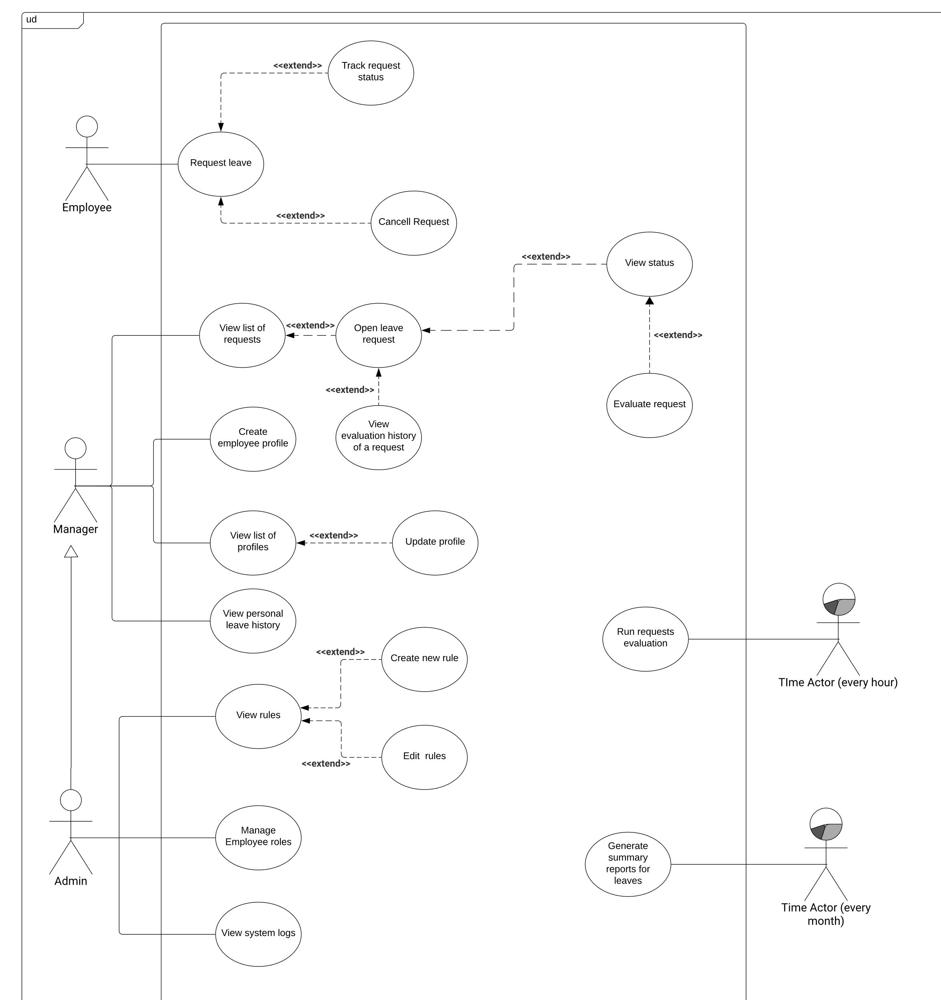 ud
<<extend>>
Track request
status
Request leave
Employee
<<extend>>
Cancell Request
<<extend>>
View status
View list of
requests
<<extend>>
Open leave
request
<<extend>>
<<extend>>
View
evaluation history
of a request
Evaluate request
Create
employee profile
Manager
View list of
profiles
<<extend>>
Update profile
View personal
leave history
Run requests
evaluation
TIme Actor (every hour)
<<extend>>
Create new rule
View rules
Edit  rules
<<extend>>
Manage
Employee roles
Admin
Generate
summary
reports for
leaves
Time Actor (every
month)
View system logs